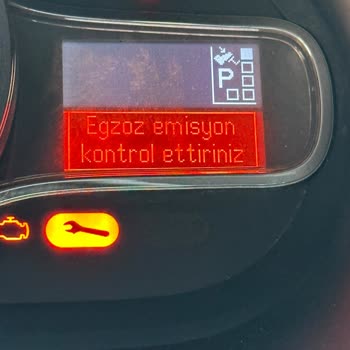 P
Egzoz emisyon
kontrol ettiriniz